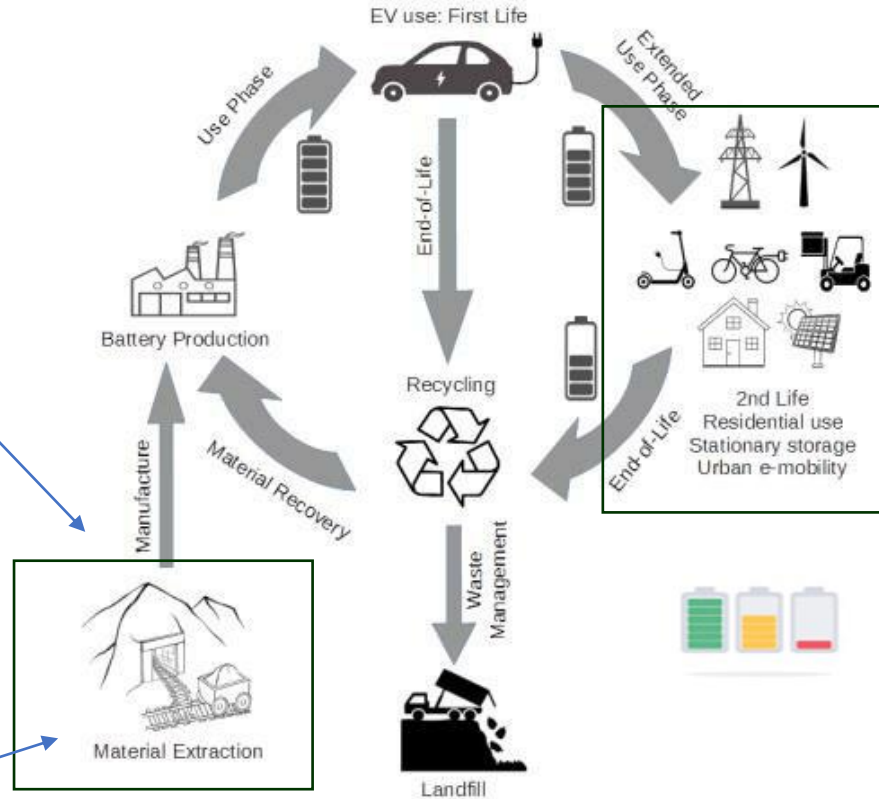 EV use: First Life
Use Phase
Extended
Use Phase
End-of-Life
Battery Production
Recycling
2nd Life
Residential use
Stationary storage
Urban e-mobility
End-of-Life
Material Recovery
Manufacture
Waste
Management
Material Extraction
Landfill